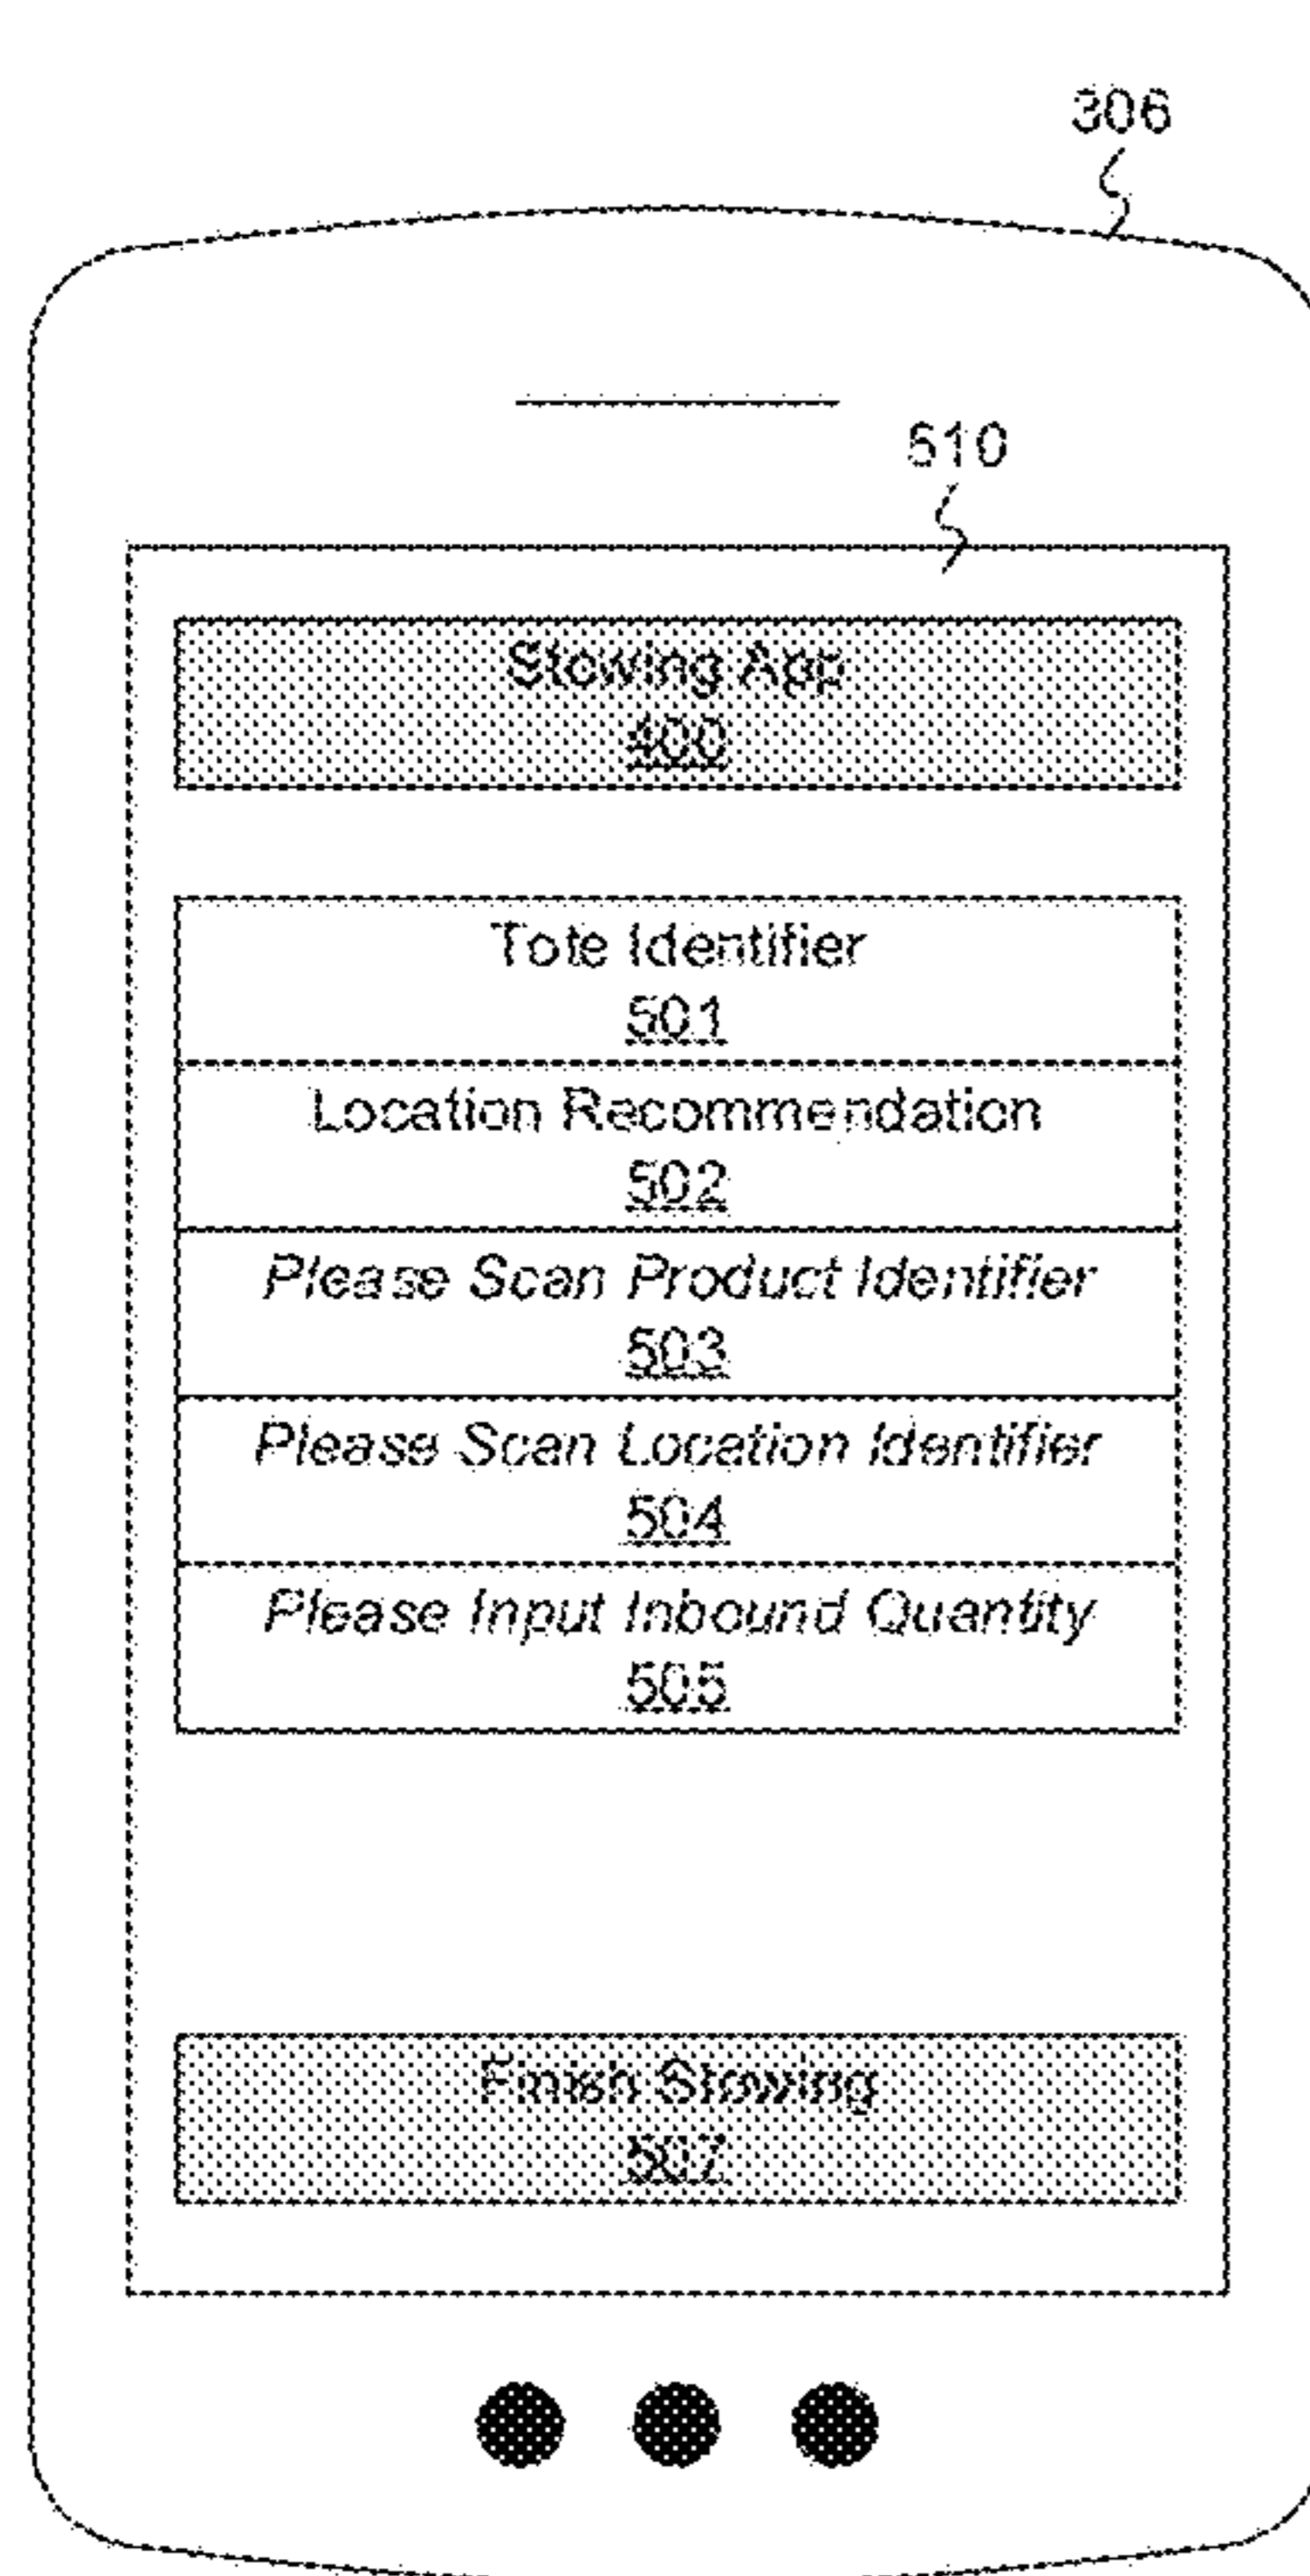 306
510
Stowing App
400
Tote Identifier
501
Location Recommendation
502
Please Scan Product Identifier
503
Please Scan Location Identifier
504
Please Input Inbound Quantity
505
Finish Stowing
507